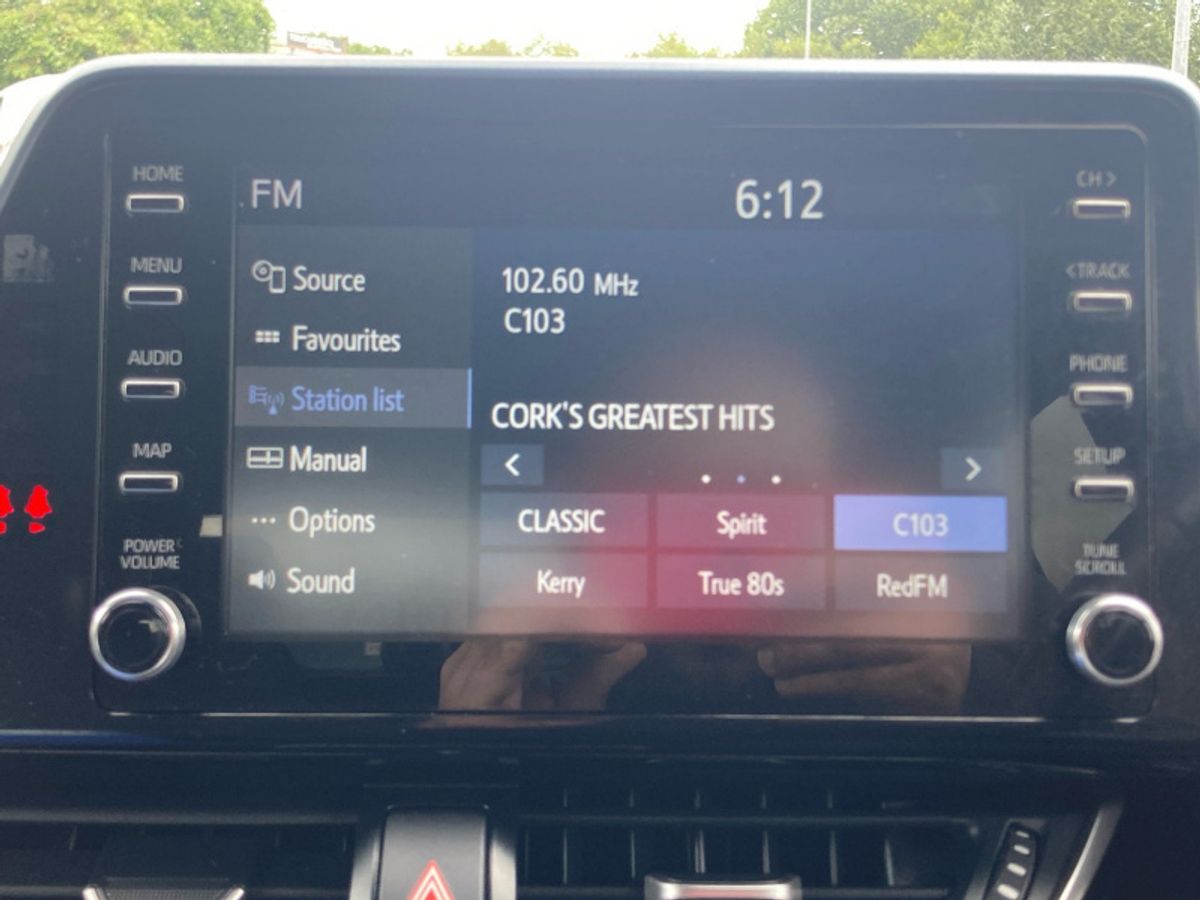 HOME
MENU
AUDIO
MAP
POWER
VOLUME
FM
6:12
Source
Favourites
Station list
Manual
Options
Sound
102.60 MHz
C103
CORK'S GREATEST HITS
<
>
CLASSIC
Spirit
C103
Kerry
True 80s
RedFM
CH >
<TRACK
PHONE
SETUP
TUNE
SCROLL